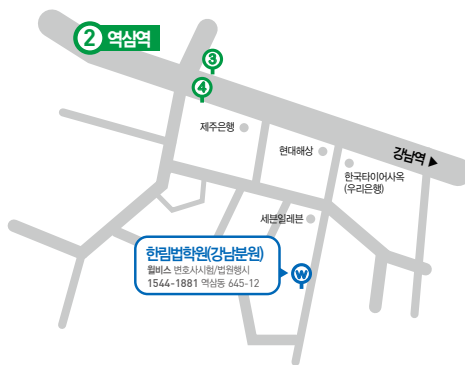 2 역삼역
3
4
제주은행
현대해상
강남역 ▶
한국타이어사옥
(우리은행)
세븐일레븐
한림법학원(강남분원)
윌비스 변호사시험/법원행시
1544-1881 역삼동 645-12
W